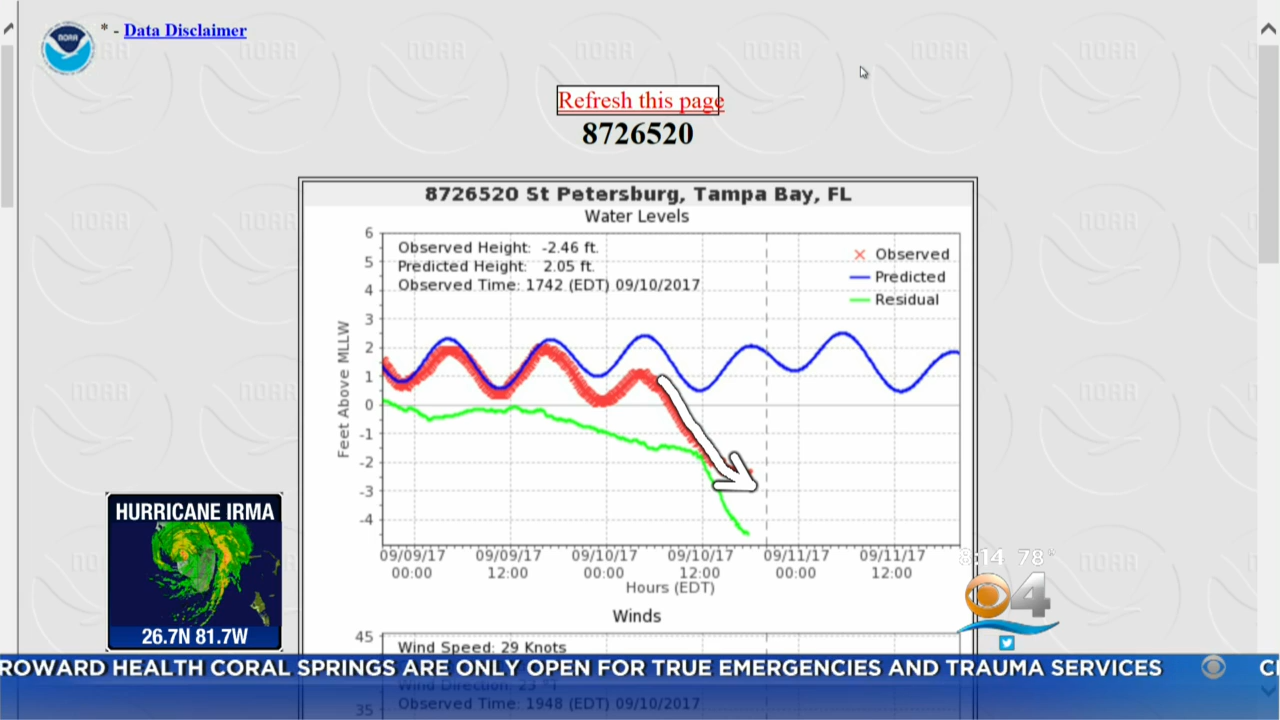 NOAA
* - Data Disclaimer
Refresh this page
8726520
8726520 St Petersburg, Tampa Bay, FL
Water Levels
Observed Height: -2.46 ft.
Predicted Height: 2.05 ft.
Observed Time: 1742 (EDT) 09/10/2017
Observed
Predicted
Residual
Feet Above MLLW
6
5
4
3
2
1
0
-1
-2
-3
-4
09/09/17 09/09/17 09/10/17 09/10/17 09/11/17 09/11/17
00:00 12:00 00:00 12:00 00:00 12:00
Hours (EDT)
Winds
45
Wind Speed: 29 Knots
Wind Direction: 23 °T
Observed Time: 1948 (EDT) 09/10/2017
35
HURRICANE IRMA
26.7N 81.7W
8:14 78°
4
ROWARD HEALTH CORAL SPRINGS ARE ONLY OPEN FOR TRUE EMERGENCIES AND TRAUMA SERVICES